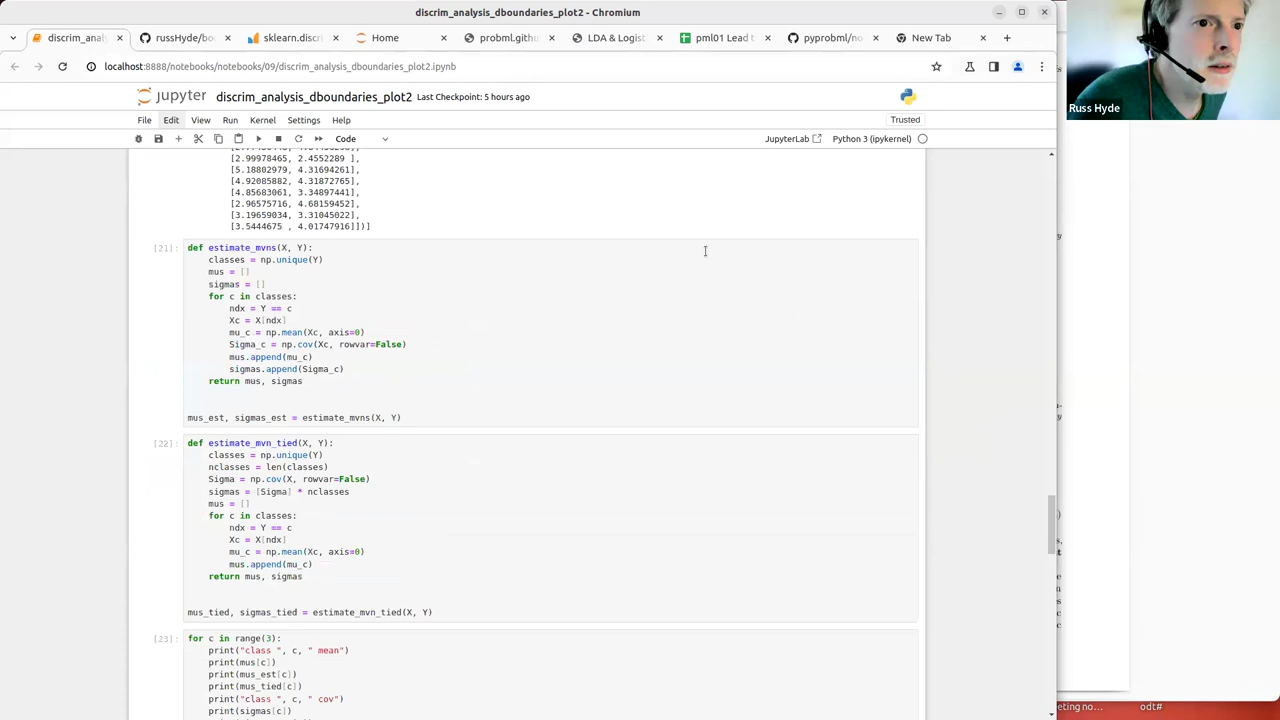 discrim_analysis_dboundaries_plot2 - Chromium
discrim_anal
russHyde/bo
sklearn.discri
Home
probml.githu
LDA & Logist
pml01 Lead t
pyprobml/no
New Tab
localhost:8888/notebooks/notebooks/09/discrim_analysis_dboundaries_plot2.ipynb
Russ Hyde
jupyter discrim_analysis_dboundaries_plot2 Last Checkpoint: 5 hours ago
File Edit View Run Kernel Settings Help
Trusted
Code
JupyterLab Python 3 (ipykernel)
[2.99978465, 2.4552289 ],
[5.18802979, 4.31694261],
[4.92085882, 4.31872765],
[4.85683061, 3.34897441],
[2.96575716, 4.68159452],
[3.19659034, 3.31045022],
[3.5444675 , 4.01747916]])]
[21]:
def estimate_mvns(X, Y):
classes = np.unique(Y)
mus = []
sigmas = []
for c in classes:
ndx = Y == c
Xc = X[ndx]
mu_c = np.mean(Xc, axis=0)
Sigma_c = np.cov(Xc, rowvar=False)
mus.append(mu_c)
sigmas.append(Sigma_c)
return mus, sigmas
mus_est, sigmas_est = estimate_mvns(X, Y)
[22]:
def estimate_mvn_tied(X, Y):
classes = np.unique(Y)
nclasses = len(classes)
Sigma = np.cov(X, rowvar=False)
sigmas = [Sigma] * nclasses
mus = []
for c in classes:
ndx = Y == c
Xc = X[ndx]
mu_c = np.mean(Xc, axis=0)
mus.append(mu_c)
return mus, sigmas
mus_tied, sigmas_tied = estimate_mvn_tied(X, Y)
[23]:
for c in range(3):
print("class ", c, " mean")
print(mus[c])
print(mus_est[c])
print(mus_tied[c])
print("class ", c, " cov")
print(sigmas[c])
eting no...
odt#